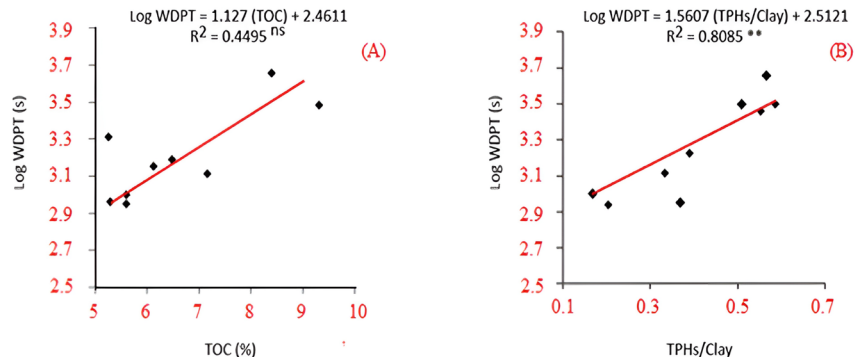 Log WDPT = 1.127 (TOC) + 2.4611
R² = 0.4495 ns
(A)
Log WDPT (s)
3.9
3.7
3.5
3.3
3.1
2.9
2.7
2.5
5 6 7 8 9 10
TOC (%)
Log WDPT = 1.5607 (TPHs/Clay) + 2.5121
R² = 0.8085 **
(B)
Log WDPT (s)
3.9
3.7
3.5
3.3
3.1
2.9
2.7
2.5
0.1 0.3 0.5 0.7
TPHs/Clay